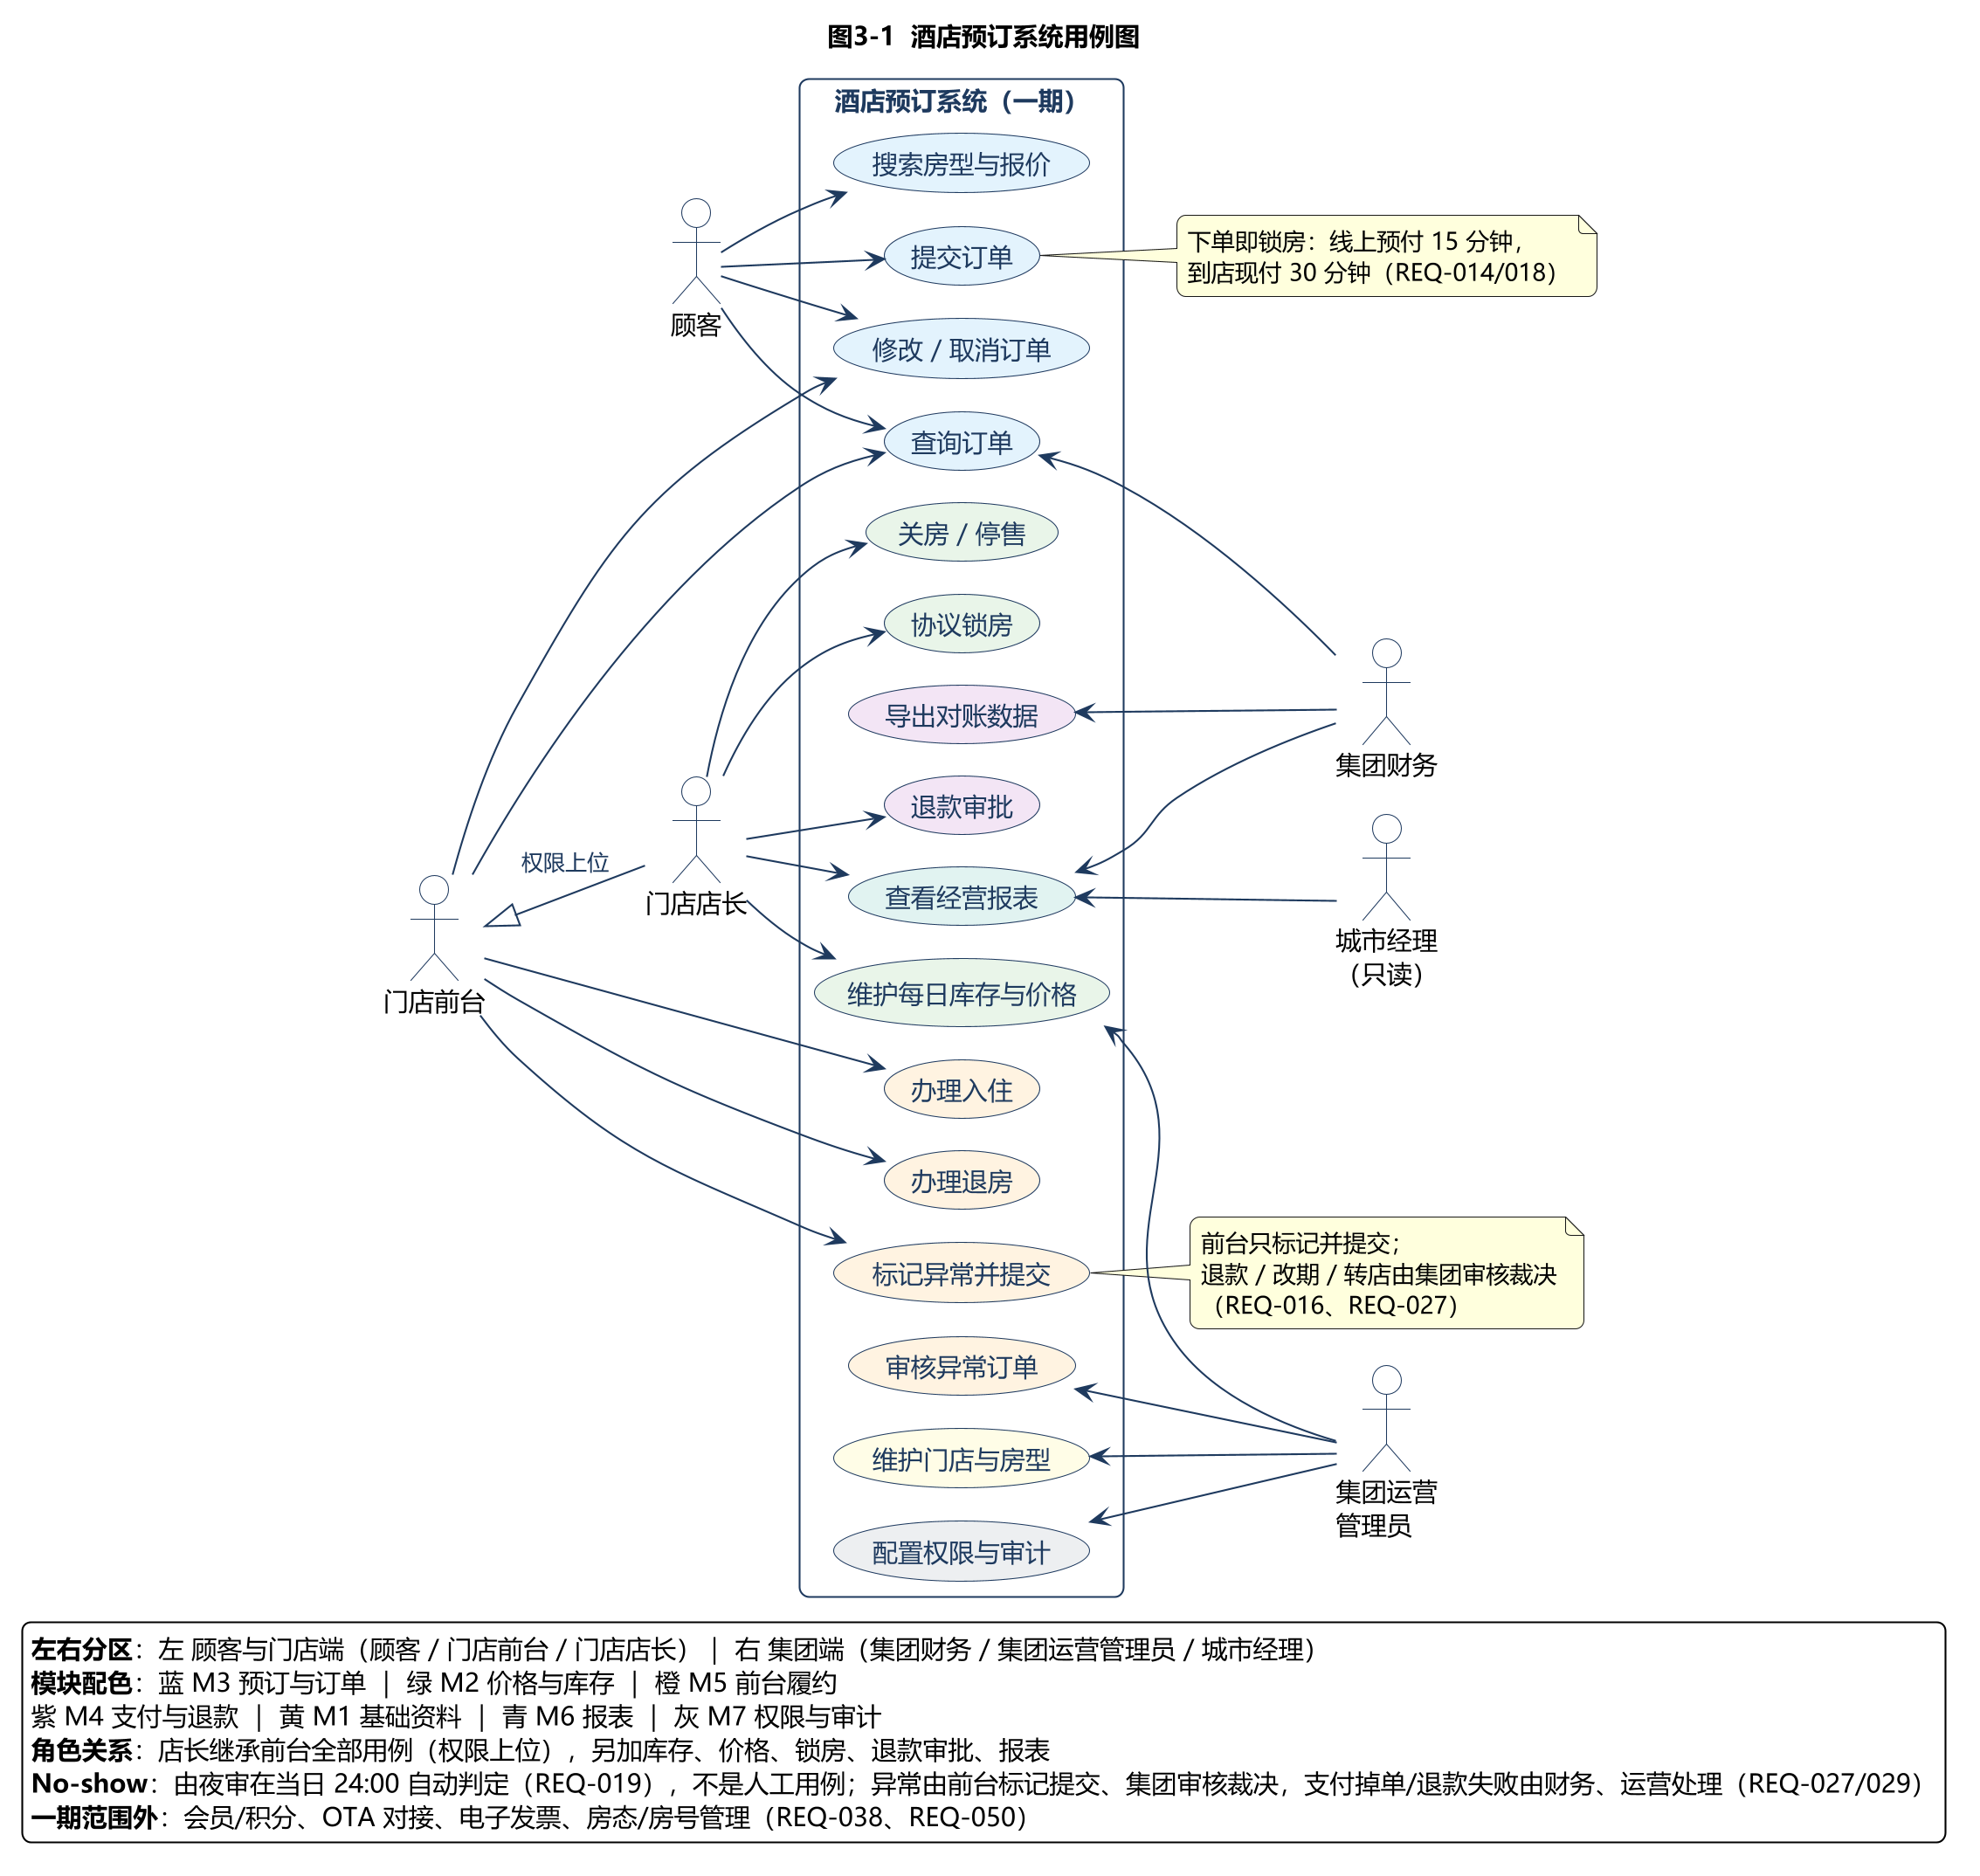 图3-1 酒店预订系统用例图
酒店预订系统（一期）
搜索房型与报价
提交订单
下单即锁房：线上预付 15 分钟，
到店现付 30 分钟（REQ-014/018）
顾客
修改 / 取消订单
查询订单
关房 / 停售
协议锁房
导出对账数据
集团财务
退款审批
权限上位
门店店长
查看经营报表
城市经理
（只读）
门店前台
维护每日库存与价格
办理入住
办理退房
标记异常并提交
前台只标记并提交；
退款 / 改期 / 转店由集团审核裁决
（REQ-016、REQ-027）
审核异常订单
维护门店与房型
集团运营
管理员
配置权限与审计
左右分区：左 顾客与门店端（顾客 / 门店前台 / 门店店长）｜ 右 集团端（集团财务 / 集团运营管理员 / 城市经理）
模块配色：蓝 M3 预订与订单 ｜ 绿 M2 价格与库存 ｜ 橙 M5 前台履约
紫 M4 支付与退款 ｜ 黄 M1 基础资料 ｜ 青 M6 报表 ｜ 灰 M7 权限与审计
角色关系：店长继承前台全部用例（权限上位），另加库存、价格、锁房、退款审批、报表
No-show：由夜审在当日 24:00 自动判定（REQ-019），不是人工用例；异常由前台标记提交、集团审核裁决，支付掉单/退款失败由财务、运营处理（REQ-027/029）
一期范围外：会员/积分、OTA 对接、电子发票、房态/房号管理（REQ-038、REQ-050）